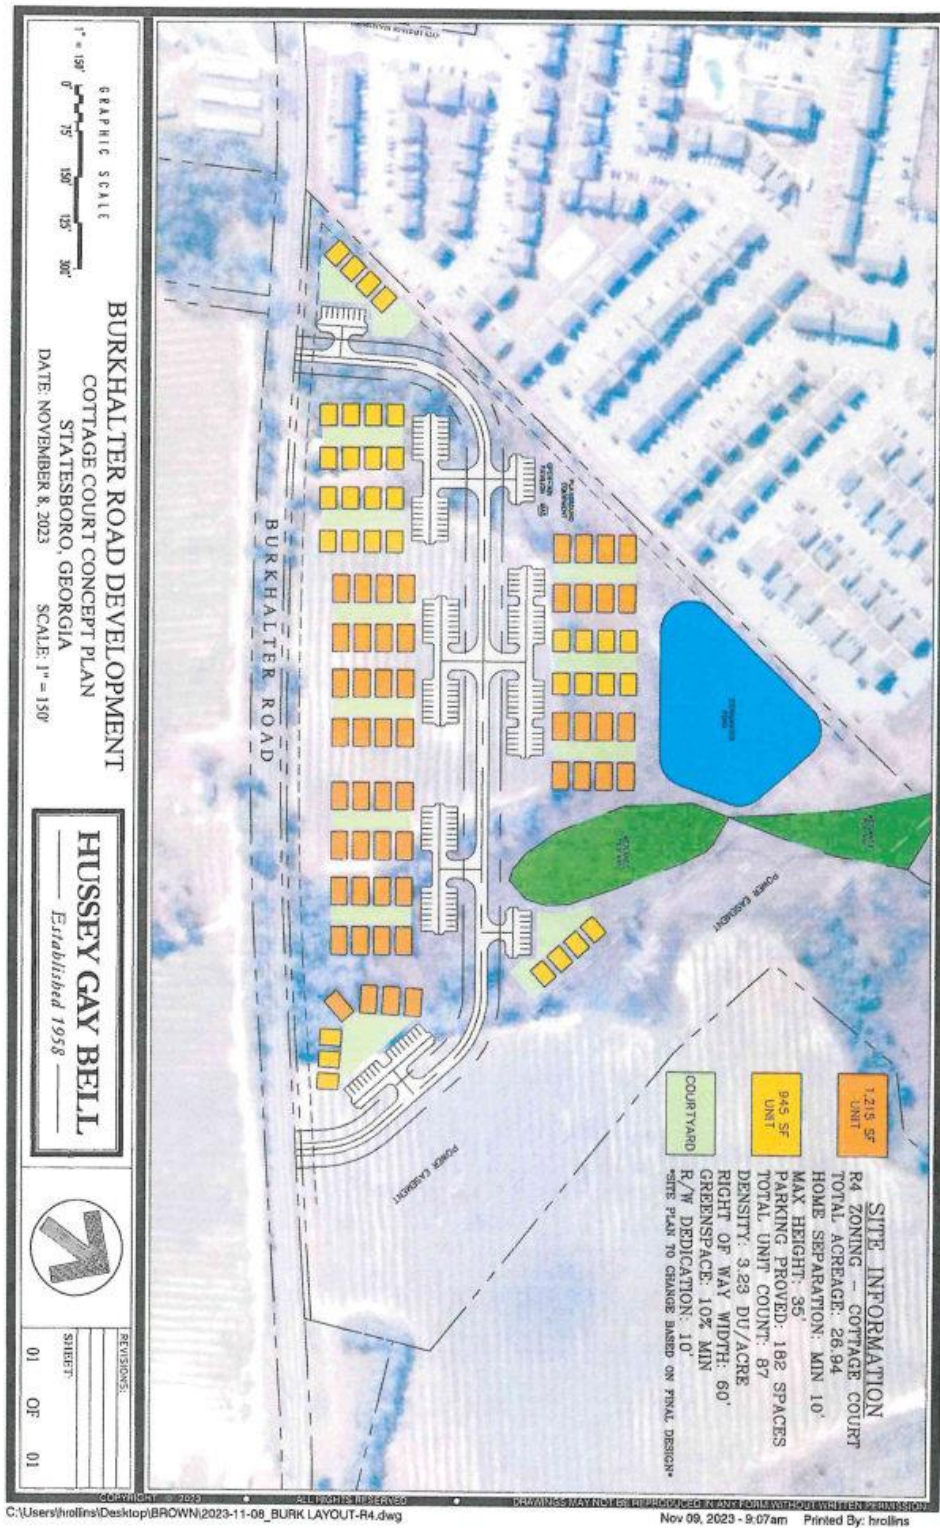 SITE INFORMATION
R4 ZONING - COTTAGE COURT
TOTAL ACREAGE: 26.94
HOME SEPARATION: MIN 10'
MAX HEIGHT: 35'
PARKING PROVED: 182 SPACES
TOTAL UNIT COUNT: 87
DENSITY: 3.23 DU/ACRE
RIGHT OF WAY WIDTH: 60'
GREENSPACE: 10% MIN
R/W DEDICATION: 10'
*SITE PLAN TO CHANGE BASED ON FINAL DESIGN*
1,215 SF
UNIT
945 SF
UNIT
COURTYARD
POWER EASEMENT
POWER EASEMENT
PLAYGROUND
EQUIPMENT
OPEN-AIR
PAVILION
BURKHALTER ROAD
GRAPHIC SCALE
1" = 150' 0' 75' 150' 300'
BURKHALTER ROAD DEVELOPMENT
COTTAGE COURT CONCEPT PLAN
STATESBORO, GEORGIA
DATE: NOVEMBER 8, 2023 SCALE: 1" = 150'
HUSSEY GAY BELL
Established 1958
REVISIONS:
SHEET:
01 OF 01
COPYRIGHT © 2023 • ALL RIGHTS RESERVED • DRAWINGS MAY NOT BE REPRODUCED IN ANY FORM WITHOUT WRITTEN PERMISSION
C:\Users\hrollins\Desktop\BROWN\2023-11-08_BURK LAYOUT-R4.dwg
Nov 09, 2023 - 9:07am Printed By: hrollins